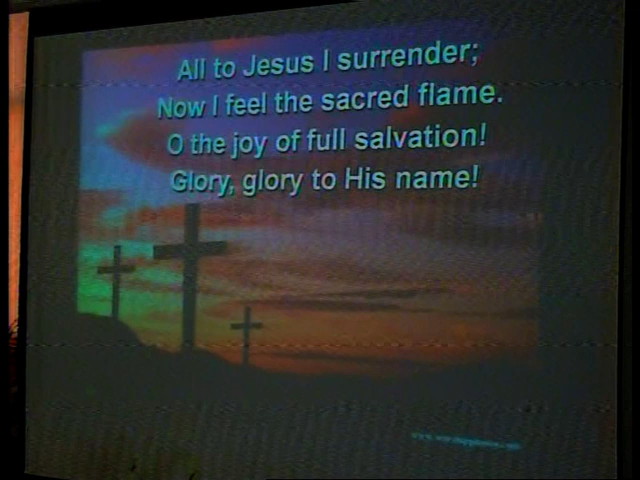 All to Jesus I surrender;
Now I feel the sacred flame.
O the joy of full salvation!
Glory, glory to His name!